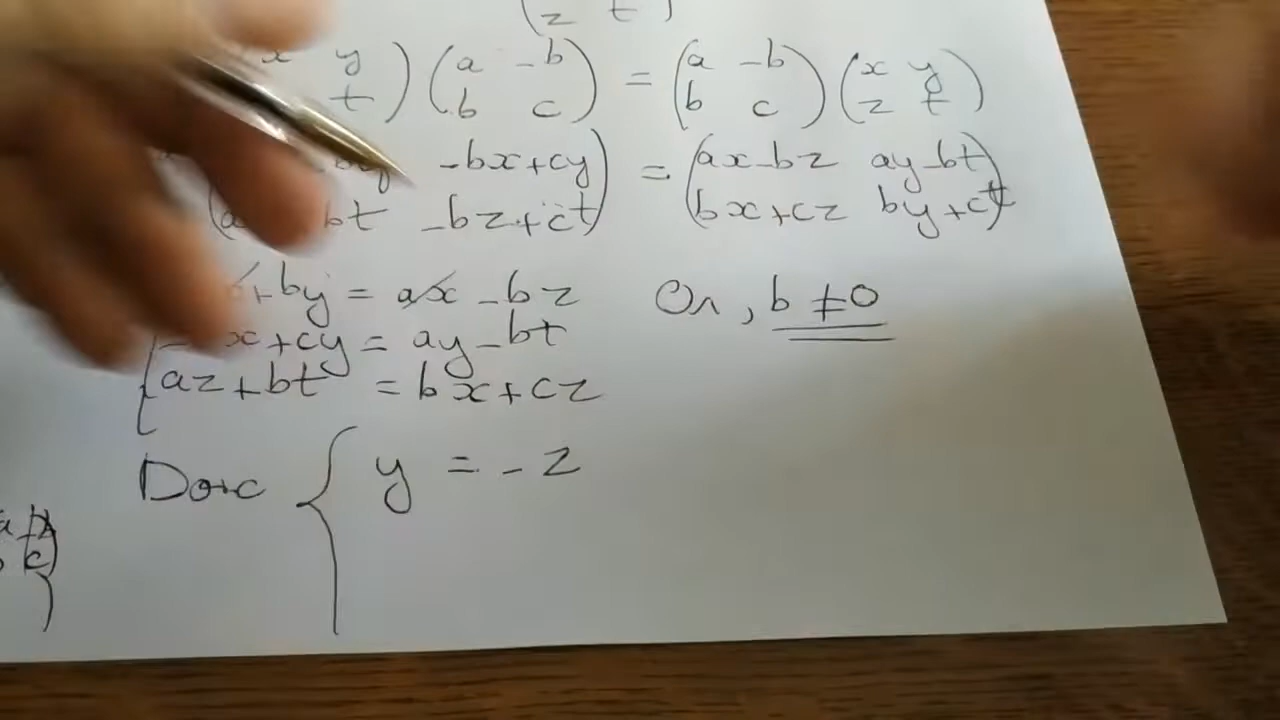 z t )
x y
t ) ( a -b
b c ) = ( a -b
b c ) ( x y
z t )
-bx+cy
bt -bz+ct ) = ( ax-bz ay-bt
bx+cz by+ct )
+by = ax -bz Or, b ≠ 0
x+cy = ay-bt
az+bt = bx+cz
Donc { y = -z